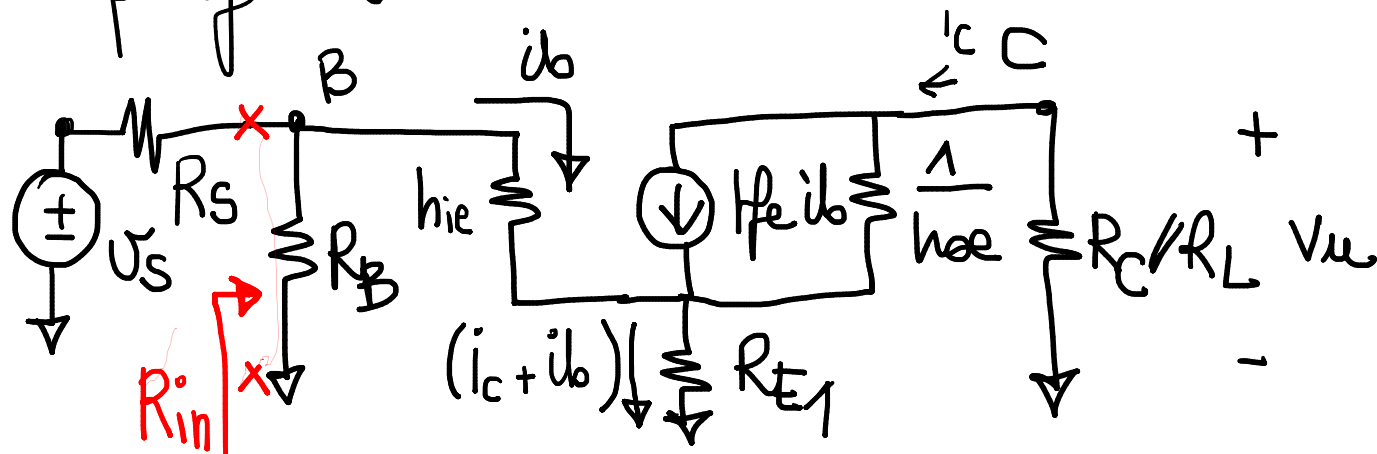 B
ib
ic C
Rs
vs
RB
Rin
hie
Hfe ib
1
hoe
RC//RL
Vu
+
-
(ic + ib)
RE1